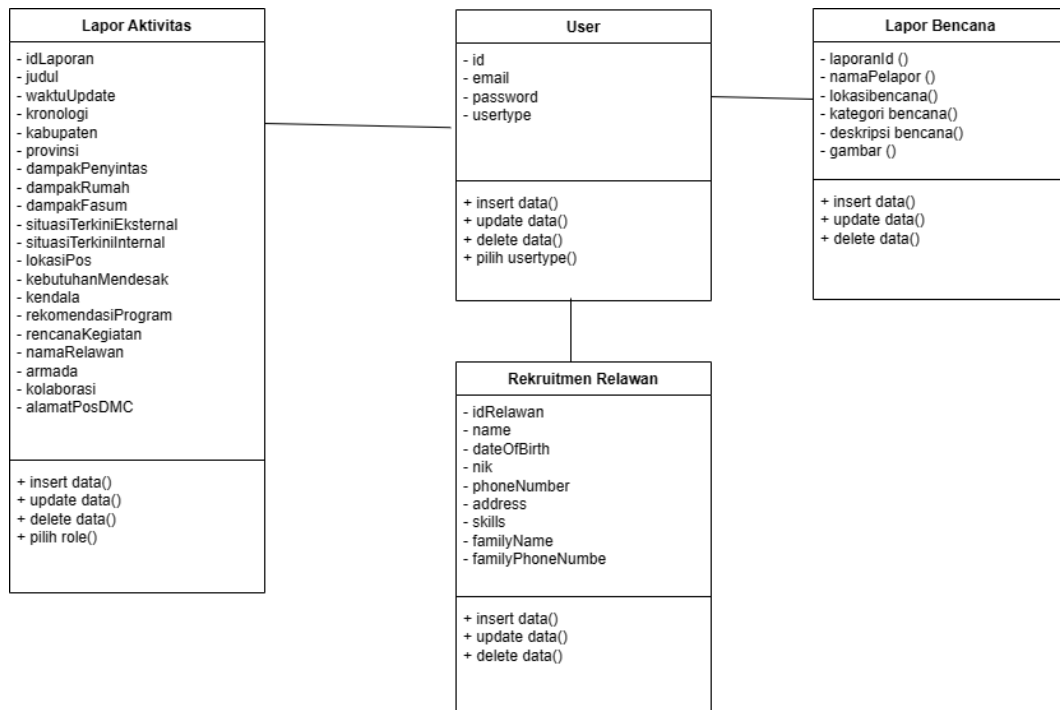 Lapor Aktivitas
- idLaporan
- judul
- waktuUpdate
- kronologi
- kabupaten
- provinsi
- dampakPenyintas
- dampakRumah
- dampakFasum
- situasiTerkiniEksternal
- situasiTerkiniInternal
- lokasiPos
- kebutuhanMendesak
- kendala
- rekomendasiProgram
- rencanaKegiatan
- namaRelawan
- armada
- kolaborasi
- alamatPosDMC
+ insert data()
+ update data()
+ delete data()
+ pilih role()
User
- id
- email
- password
- usertype
+ insert data()
+ update data()
+ delete data()
+ pilih usertype()
Lapor Bencana
- laporanId ()
- namaPelapor ()
- lokasibencana()
- kategori bencana()
- deskripsi bencana()
- gambar ()
+ insert data()
+ update data()
+ delete data()
Rekruitmen Relawan
- idRelawan
- name
- dateOfBirth
- nik
- phoneNumber
- address
- skills
- familyName
- familyPhoneNumbe
+ insert data()
+ update data()
+ delete data()